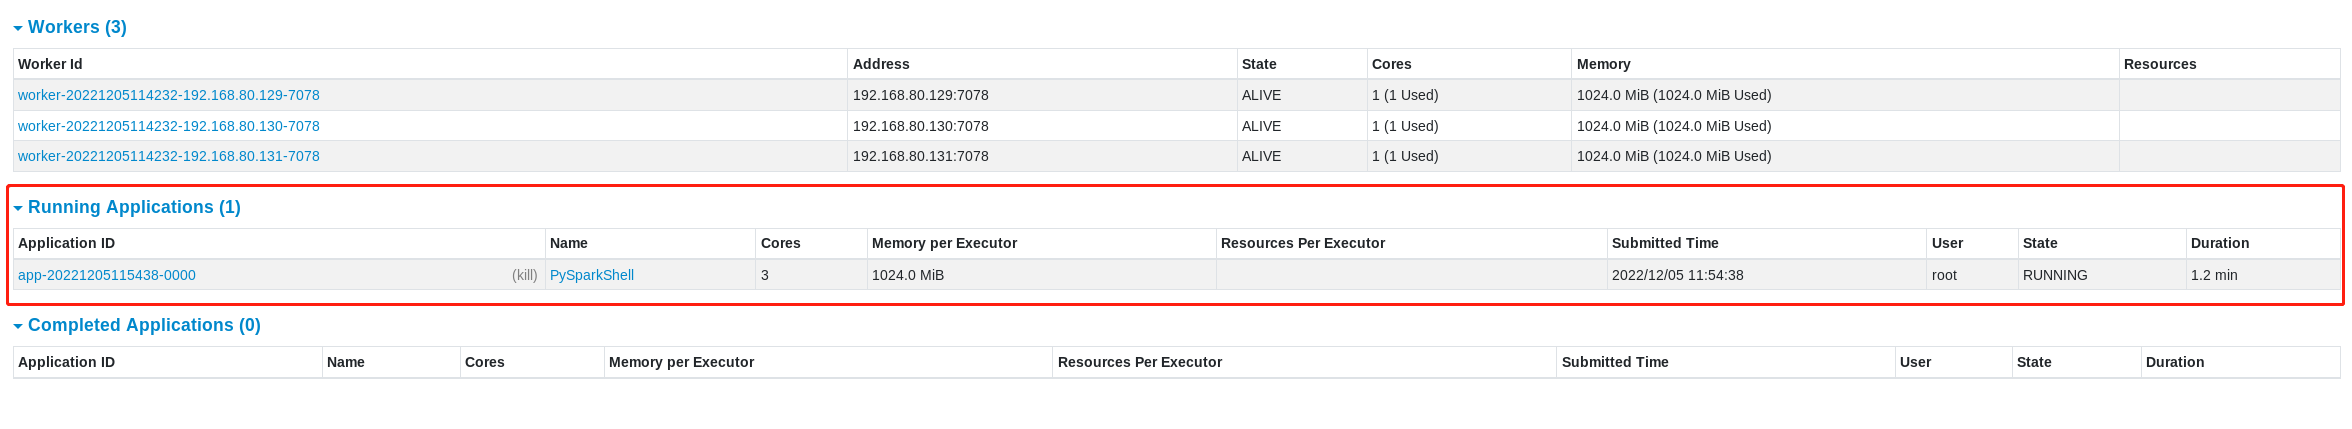 Workers (3)
Worker Id Address State Cores Memory Resources
worker-20221205114232-192.168.80.129-7078 192.168.80.129:7078 ALIVE 1 (1 Used) 1024.0 MiB (1024.0 MiB Used)
worker-20221205114232-192.168.80.130-7078 192.168.80.130:7078 ALIVE 1 (1 Used) 1024.0 MiB (1024.0 MiB Used)
worker-20221205114232-192.168.80.131-7078 192.168.80.131:7078 ALIVE 1 (1 Used) 1024.0 MiB (1024.0 MiB Used)
Running Applications (1)
Application ID Name Cores Memory per Executor Resources Per Executor Submitted Time User State Duration
app-20221205115438-0000 (kill) PySparkShell 3 1024.0 MiB 2022/12/05 11:54:38 root RUNNING 1.2 min
Completed Applications (0)
Application ID Name Cores Memory per Executor Resources Per Executor Submitted Time User State Duration